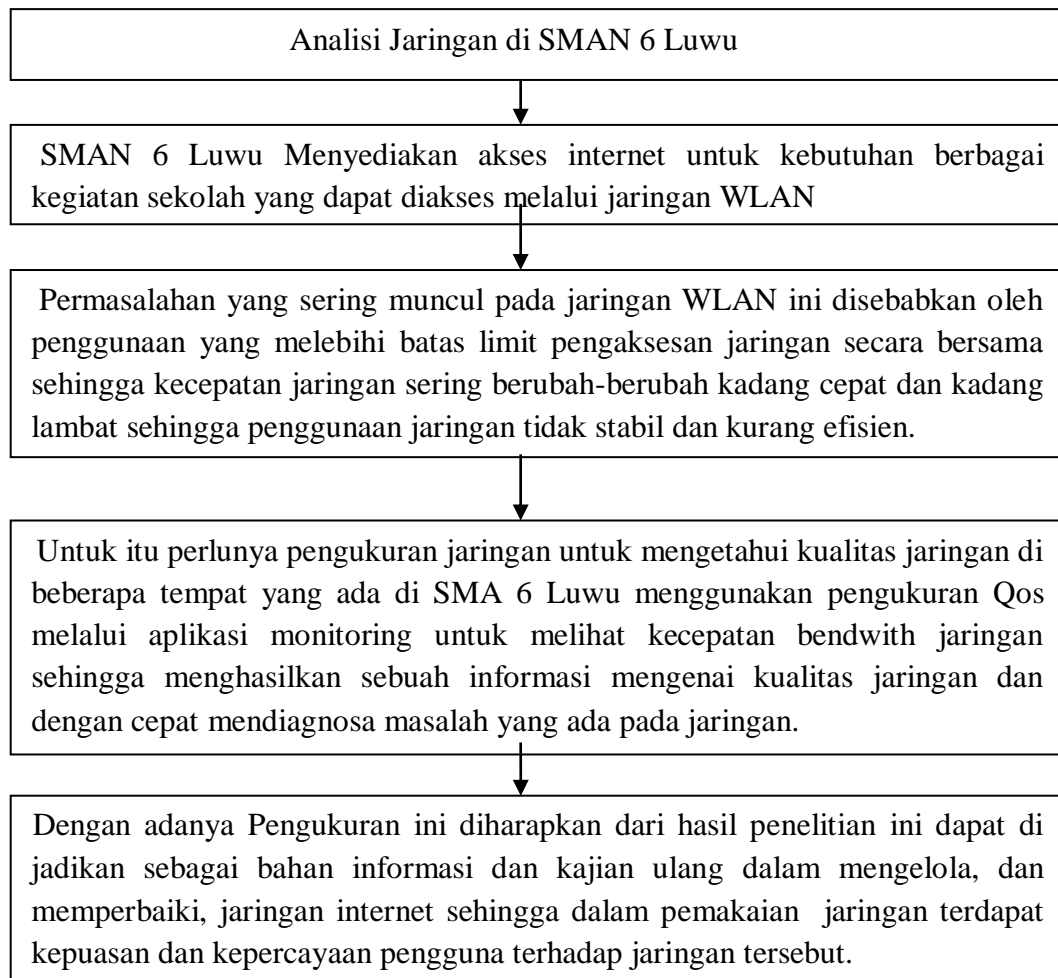 Analisi Jaringan di SMAN 6 Luwu
SMAN 6 Luwu Menyediakan akses internet untuk kebutuhan berbagai
kegiatan sekolah yang dapat diakses melalui jaringan WLAN
Permasalahan yang sering muncul pada jaringan WLAN ini disebabkan oleh
penggunaan yang melebihi batas limit pengaksesan jaringan secara bersama
sehingga kecepatan jaringan sering berubah-berubah kadang cepat dan kadang
lambat sehingga penggunaan jaringan tidak stabil dan kurang efisien.
Untuk itu perlunya pengukuran jaringan untuk mengetahui kualitas jaringan di
beberapa tempat yang ada di SMA 6 Luwu menggunakan pengukuran Qos
melalui aplikasi monitoring untuk melihat kecepatan bendwith jaringan
sehingga menghasilkan sebuah informasi mengenai kualitas jaringan dan
dengan cepat mendiagnosa masalah yang ada pada jaringan.
Dengan adanya Pengukuran ini diharapkan dari hasil penelitian ini dapat di
jadikan sebagai bahan informasi dan kajian ulang dalam mengelola, dan
memperbaiki, jaringan internet sehingga dalam pemakaian jaringan terdapat
kepuasan dan kepercayaan pengguna terhadap jaringan tersebut.